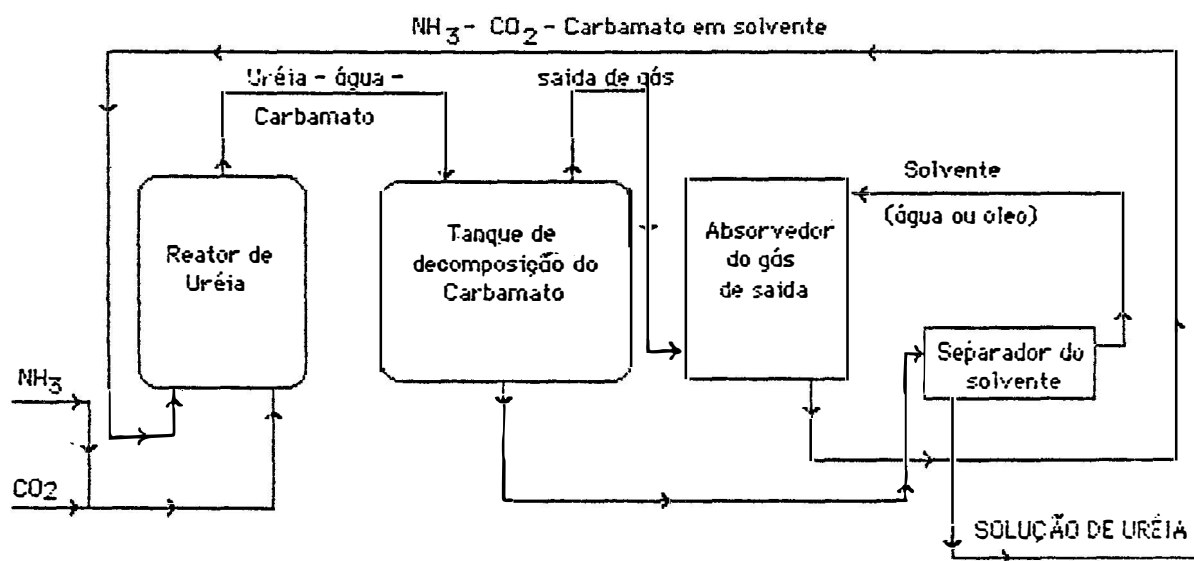 NH3 - CO2 - Carbamato em solvente
Uréia - água -
Carbamato
saida de gás
Solvente
(água ou oleo)
Reator de
Uréia
Tanque de
decomposição do
Carbamato
Absorvedor
do gás
de saida
Separador do
solvente
NH3
CO2
SOLUÇÃO DE URÉIA